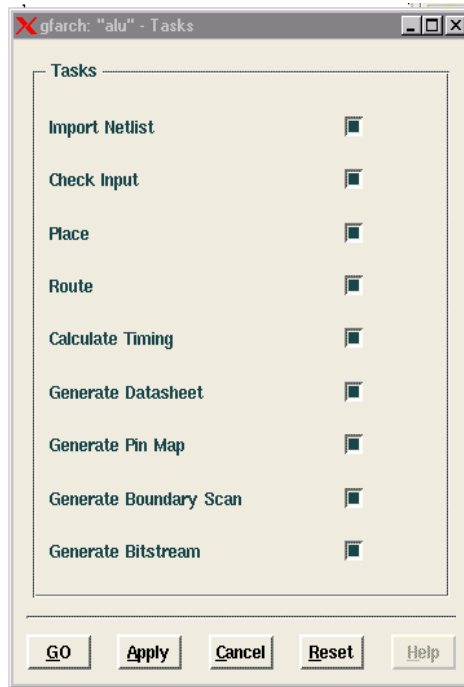 gfarch: "alu" - Tasks
Tasks
Import Netlist
Check Input
Place
Route
Calculate Timing
Generate Datasheet
Generate Pin Map
Generate Boundary Scan
Generate Bitstream
GO Apply Cancel Reset Help